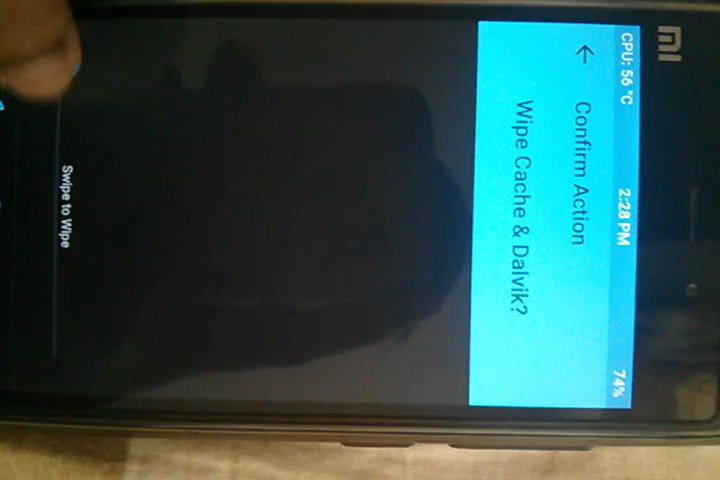 MI
CPU: 56 °C 2:28 PM 74%
Confirm Action
Wipe Cache & Dalvik?
Swipe to Wipe